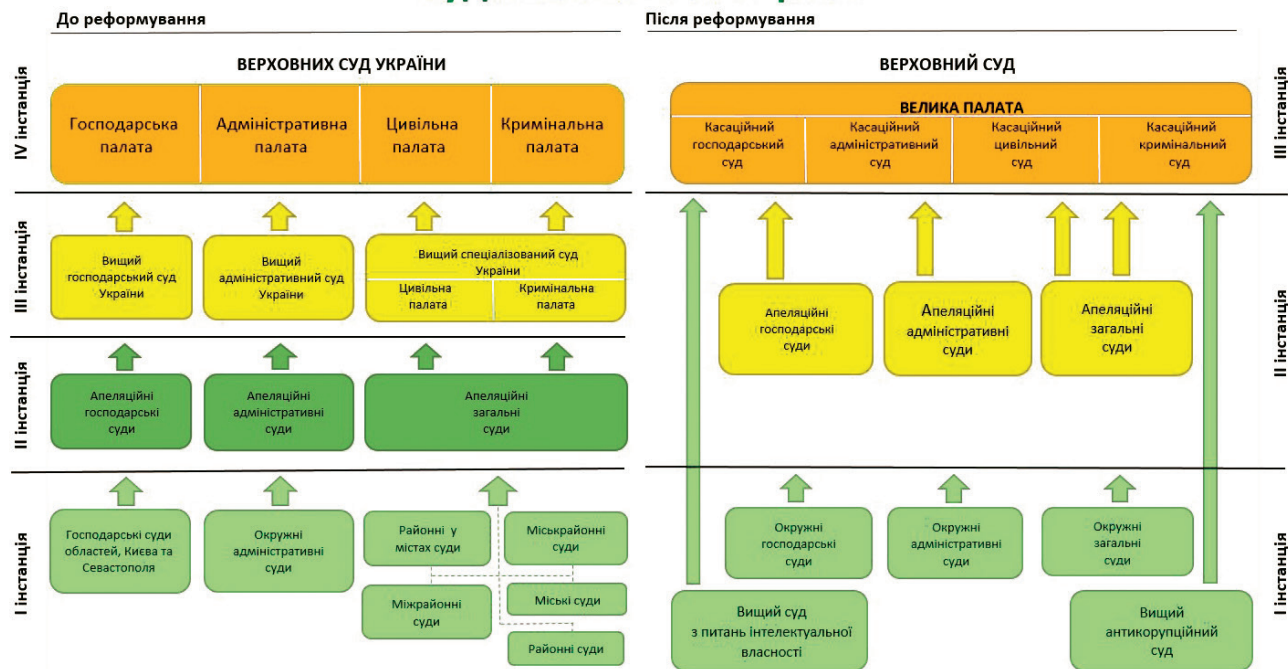 До реформування
Після реформування
ВЕРХОВНИХ СУД УКРАЇНИ
IV інстанція
Господарська
палата
Адміністративна
палата
Цивільна
палата
Кримінальна
палата
III інстанція
Вищий
господарський суд
України
Вищий
адміністративний суд
України
Вищий спеціалізований суд
України
Цивільна
палата
Кримінальна
палата
II інстанція
Апеляційні
господарські
суди
Апеляційні
адміністративні
суди
Апеляційні
загальні
суди
I інстанція
Господарські суди
областей, Києва та
Севастополя
Окружні
адміністративні
суди
Районні у
містах суди
Міськрайонні
суди
Міжрайонні
суди
Міські суди
Районні суди
ВЕРХОВНИЙ СУД
III інстанція
ВЕЛИКА ПАЛАТА
Касаційний
господарський
суд
Касаційний
адміністративний
суд
Касаційний
цивільний
суд
Касаційний
кримінальний
суд
II інстанція
Апеляційні
господарські
суди
Апеляційні
адміністративні
суди
Апеляційні
загальні
суди
I інстанція
Окружні
господарські
суди
Окружні
адміністративні
суди
Окружні
загальні
суди
Вищий суд
з питань інтелектуальної
власності
Вищий
антикорупційний
суд